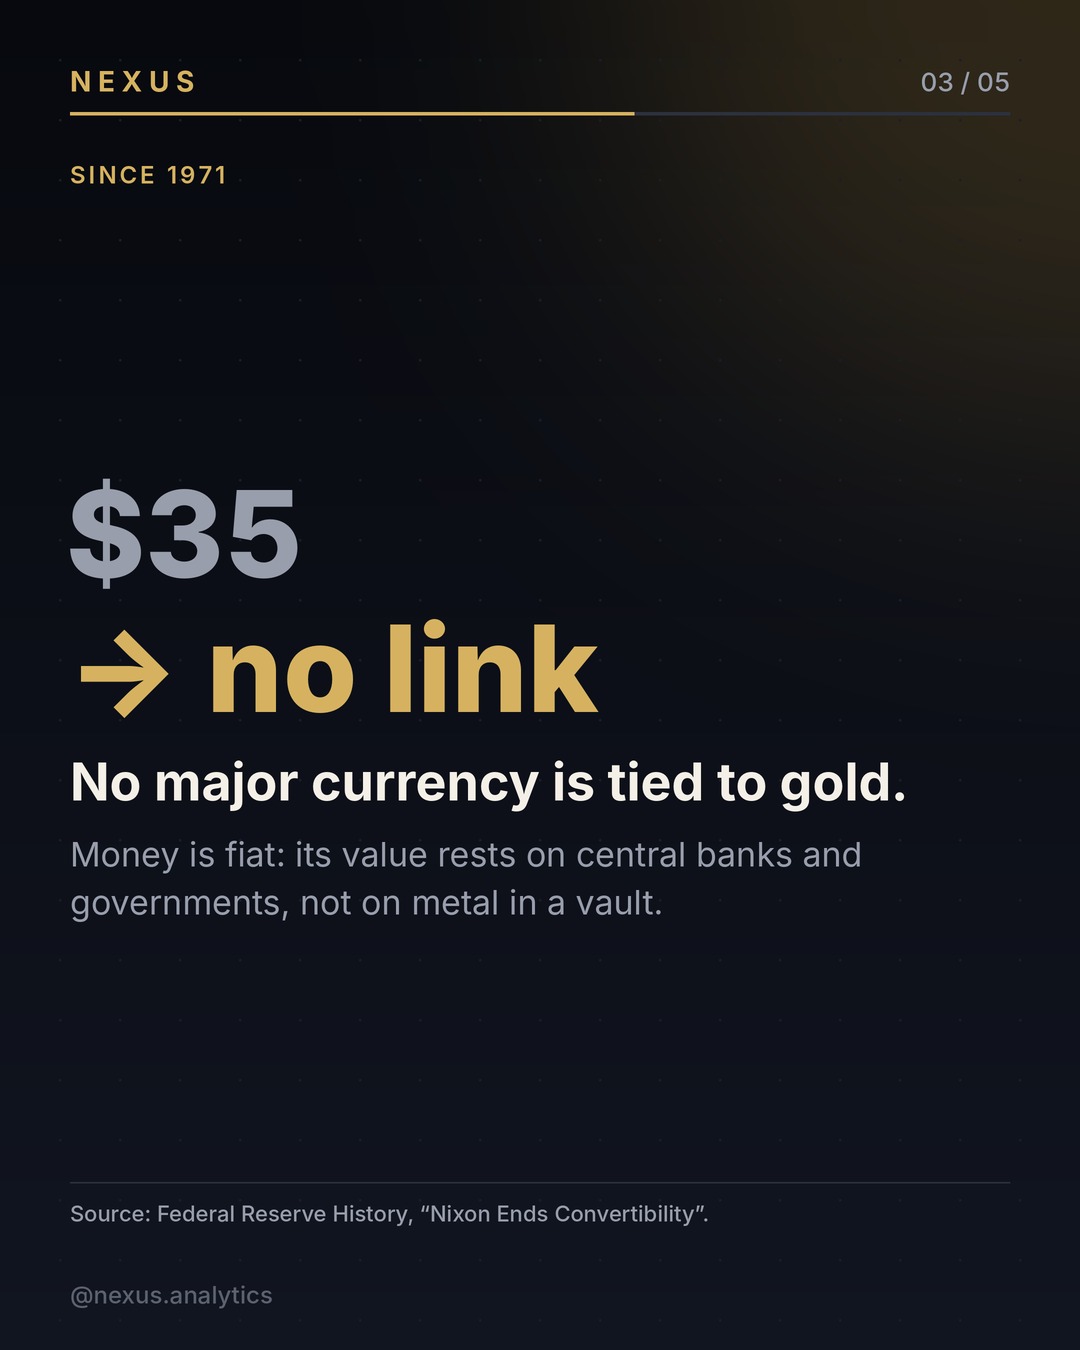 NEXUS
03 / 05
SINCE 1971
$35
→ no link
No major currency is tied to gold.
Money is fiat: its value rests on central banks and
governments, not on metal in a vault.
Source: Federal Reserve History, “Nixon Ends Convertibility”.
@nexus.analytics